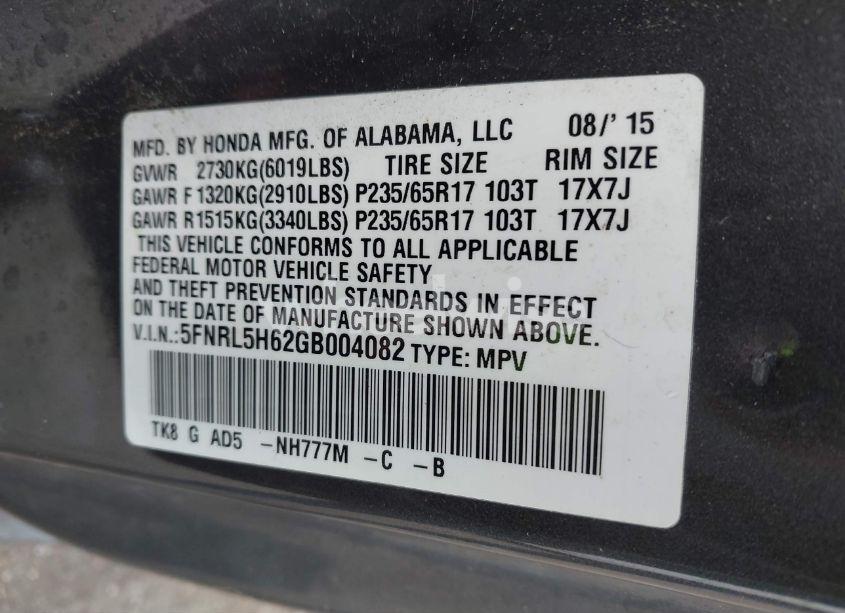 MFD. BY HONDA MFG. OF ALABAMA, LLC 08/'15
GVWR 2730KG(6019LBS) TIRE SIZE RIM SIZE
GAWR F 1320KG(2910LBS) P235/65R17 103T 17X7J
GAWR R1515KG(3340LBS) P235/65R17 103T 17X7J
THIS VEHICLE CONFORMS TO ALL APPLICABLE
FEDERAL MOTOR VEHICLE SAFETY
AND THEFT PREVENTION STANDARDS IN EFFECT
ON THE DATE OF MANUFACTURE SHOWN ABOVE.
V.I.N.:5FNRL5H62GB004082 TYPE: MPV
TK8 G AD5 -NH777M -C -B